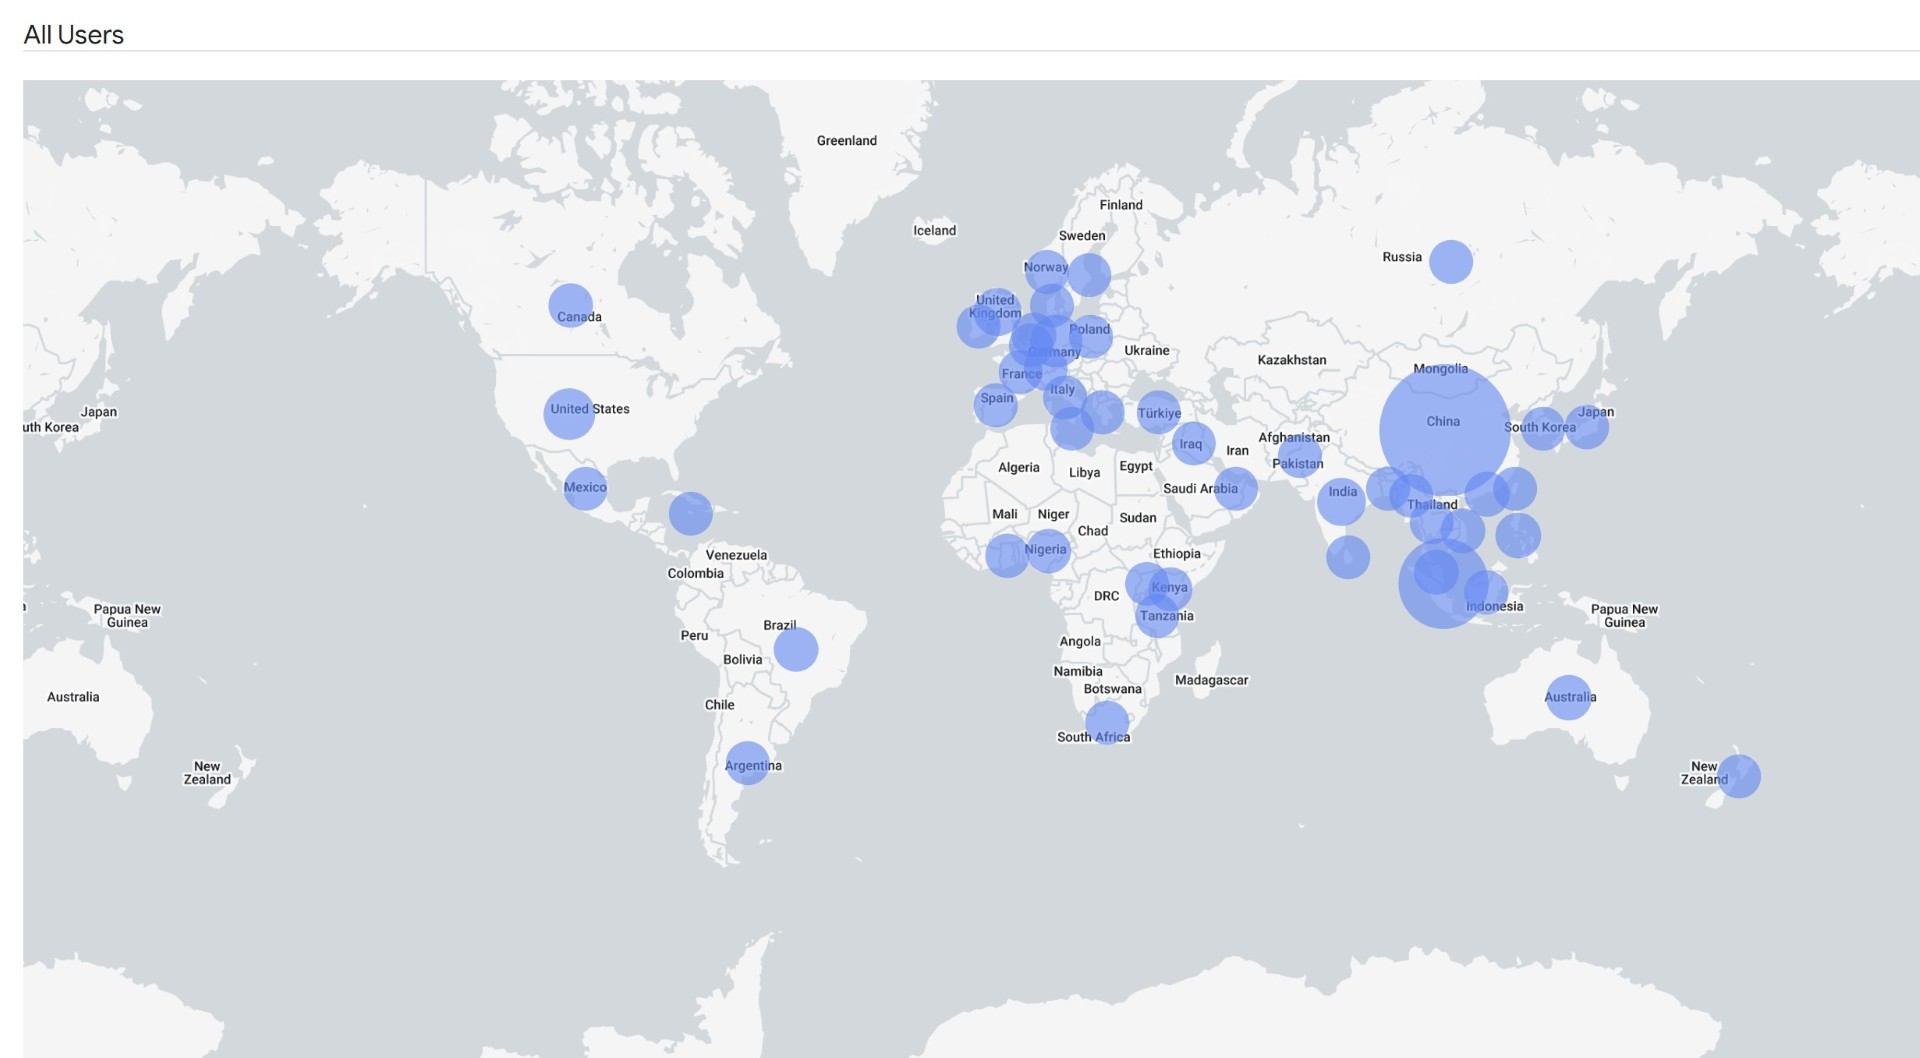 All Users
Greenland
Iceland
Finland
Sweden
Norway
Russia
United
Kingdom
Canada
Poland
Germany
Ukraine
Kazakhstan
Mongolia
France
Italy
Spain
United States
Türkiye
China
Japan
South Korea
Japan
uth Korea
Iraq
Iran
Afghanistan
Pakistan
Algeria
Libya
Egypt
Saudi Arabia
India
Mexico
Thailand
Mali
Niger
Chad
Sudan
Nigeria
Ethiopia
Venezuela
Colombia
DRC
Kenya
Tanzania
Indonesia
Papua New
Guinea
Papua New
Guinea
Brazil
Peru
Bolivia
Angola
Namibia
Botswana
Madagascar
Chile
Australia
Australia
South Africa
Argentina
New
Zealand
New
Zealand